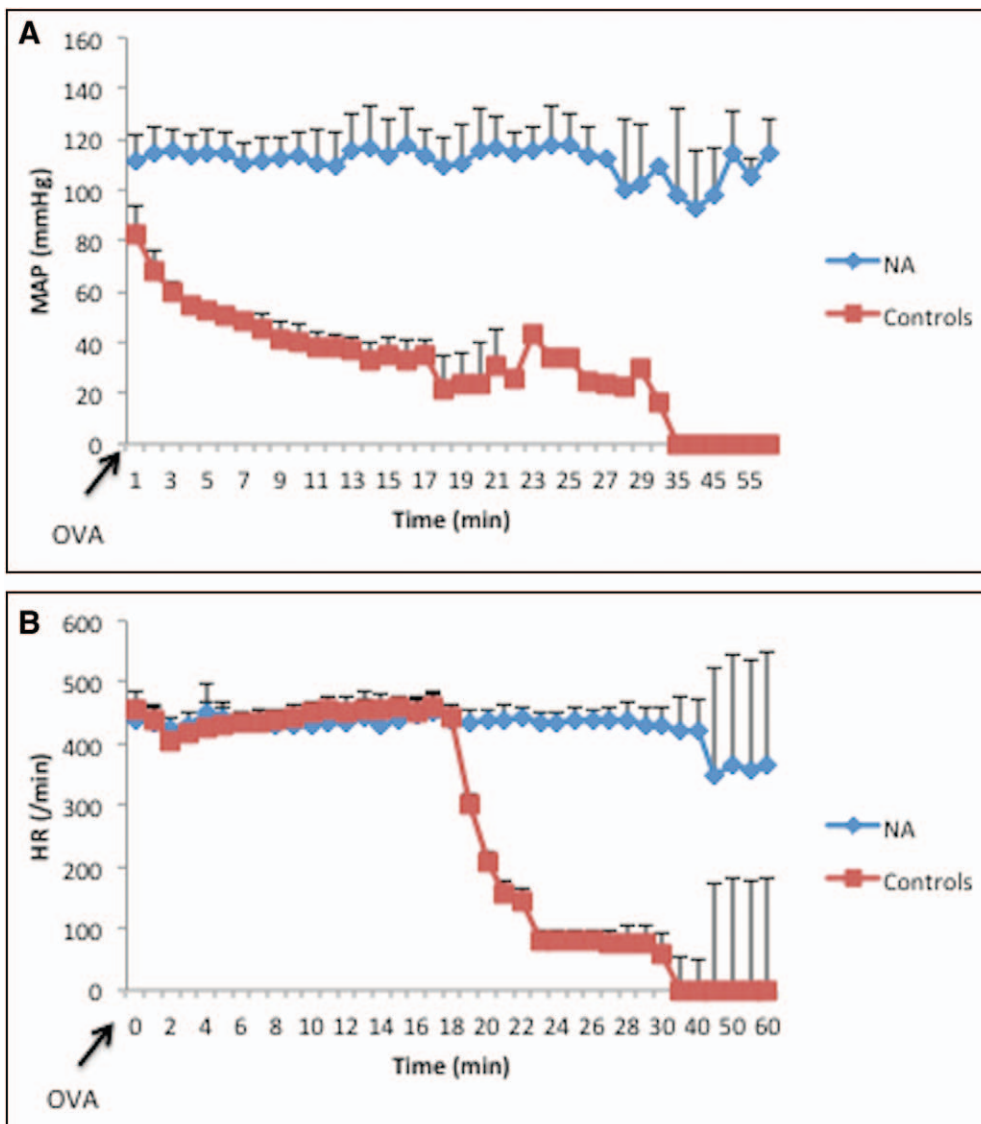 A
160
140
120
100
80
60
40
20
0
MAP (mmHg)
1 3 5 7 9 11 13 15 17 19 21 23 25 27 29 35 45 55
Time (min)
OVA
NA
Controls
B
600
500
400
300
200
100
0
HR (/min)
0 2 4 6 8 10 12 14 16 18 20 22 24 26 28 30 40 50 60
Time (min)
OVA
NA
Controls